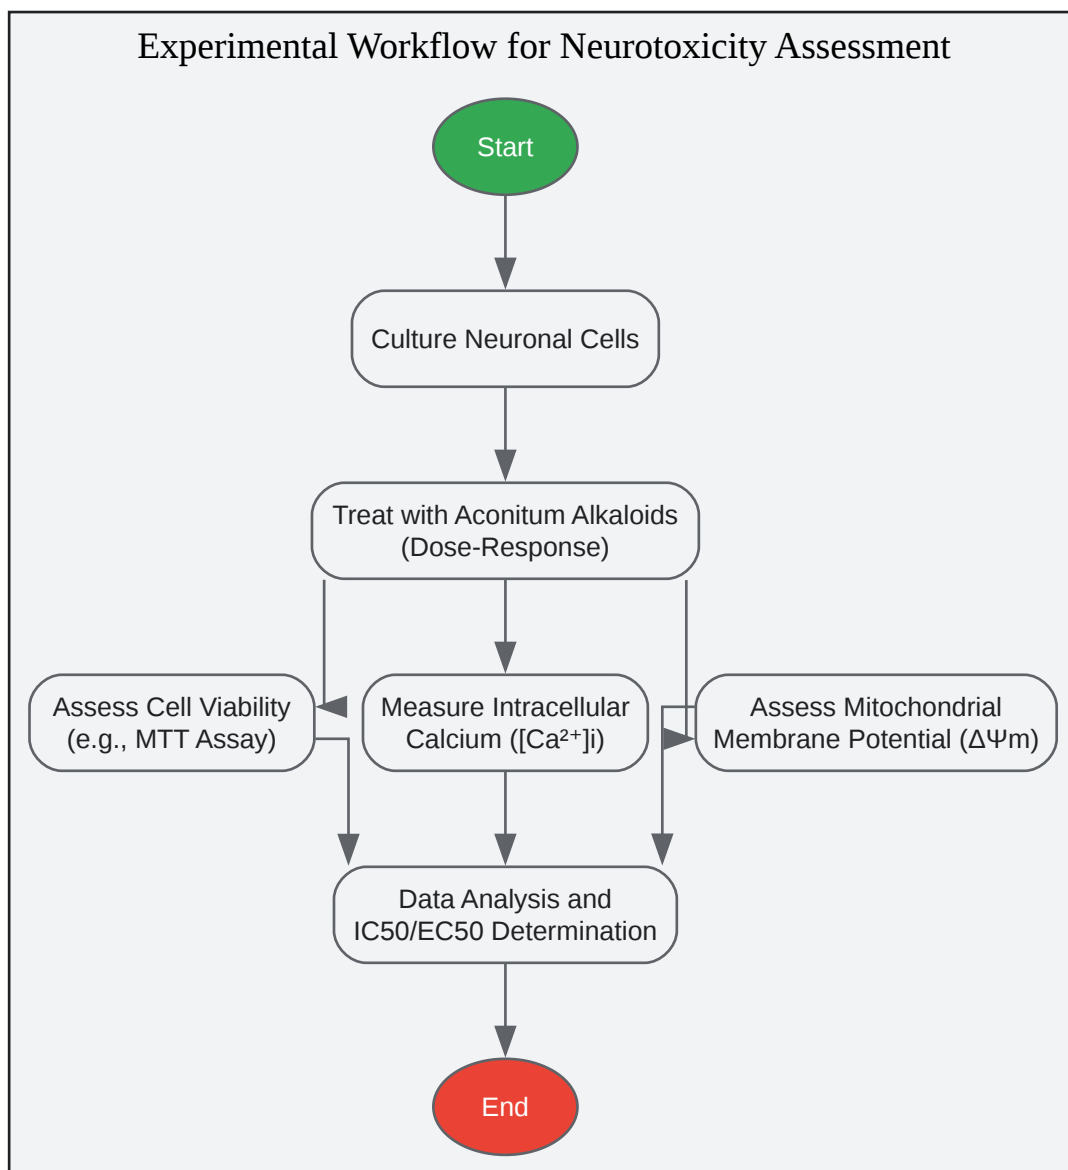 Experimental Workflow for Neurotoxicity Assessment
Start
Culture Neuronal Cells
Treat with Aconitum Alkaloids
(Dose-Response)
Assess Cell Viability
(e.g., MTT Assay)
Measure Intracellular
Calcium ([Ca²⁺]i)
Assess Mitochondrial
Membrane Potential (ΔΨm)
Data Analysis and
IC50/EC50 Determination
End